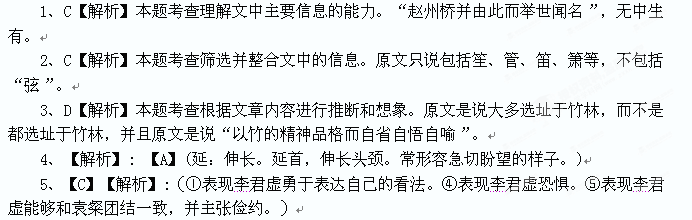 1、C【解析】本题考查理解文中主要信息的能力。“赵州桥并由此而举世闻名”，无中生
有。
2、C【解析】本题考查筛选并整合文中的信息。原文只说包括笙、管、笛、箫等，不包括
“弦”。
3、D【解析】本题考查根据文章内容进行推断和想象。原文是说大多选址于竹林，而不是
都选址于竹林，并且原文是说“以竹的精神品格而自省自悟自喻”。
4、【解析】：【A】(延：伸长。延首，伸长头颈。常形容急切盼望的样子。)
5、【C】【解析】：(①表现李君虚勇于表达自己的看法。④表现李君虚恐惧。⑤表现李君
虚能够和袁粲团结一致，并主张俭约。)